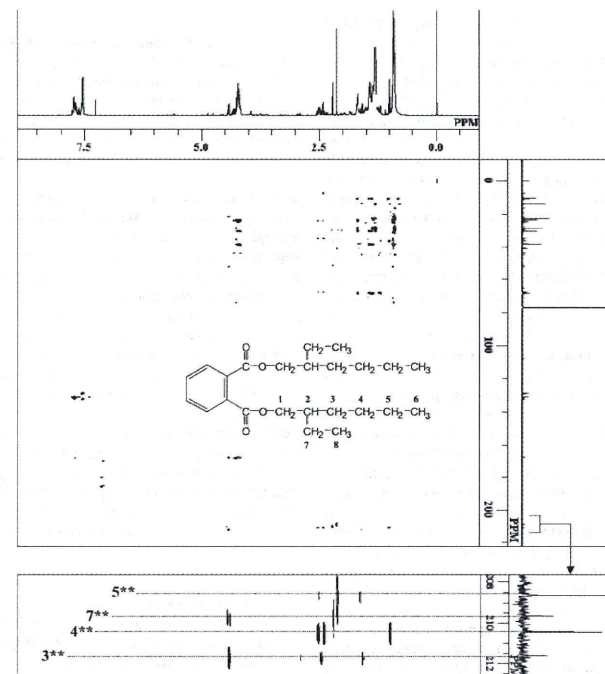 PPM
7.5 5.0 2.5 0.0
0
100
200
PPM
O CH₂-CH₃
O-CH₂-CH-CH₂-CH₂-CH₂-CH₃
1 2 3 4 5 6
O-CH₂-CH-CH₂-CH₂-CH₂-CH₃
O CH₂-CH₃
7 8
208
5**
7**
4**
210
3**
212